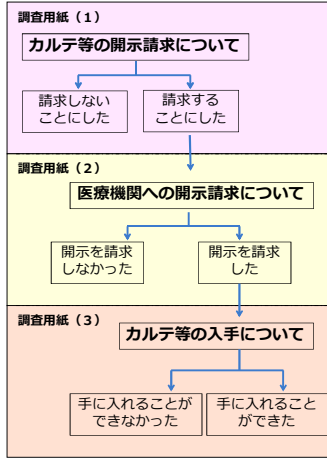 調査用紙（１）
カルテ等の開示請求について
請求しない
ことにした
請求する
ことにした
調査用紙（２）
医療機関への開示請求について
開示を請求
しなかった
開示を請求
した
調査用紙（３）
カルテ等の入手について
手に入れることが
できなかった
手に入れること
ができた